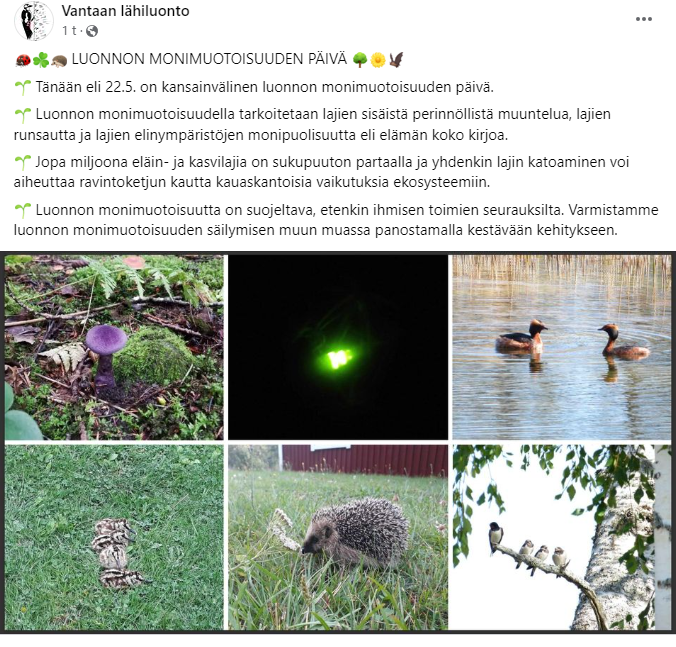 Vantaan lähiluonto
1 t ·
🐞🍀🦔 LUONNON MONIMUOTOISUUDEN PÄIVÄ 🌳🌼🦇
🌱 Tänään eli 22.5. on kansainvälinen luonnon monimuotoisuuden päivä.
🌱 Luonnon monimuotoisuudella tarkoitetaan lajien sisäistä perinnöllistä muuntelua, lajien
runsautta ja lajien elinympäristöjen monipuolisuutta eli elämän koko kirjoa.
🌱 Jopa miljoona eläin- ja kasvilajia on sukupuuton partaalla ja yhdenkin lajin katoaminen voi
aiheuttaa ravintoketjun kautta kauaskantoisia vaikutuksia ekosysteemiin.
🌱 Luonnon monimuotoisuutta on suojeltava, etenkin ihmisen toimien seurauksilta. Varmistamme
luonnon monimuotoisuuden säilymisen muun muassa panostamalla kestävään kehitykseen.